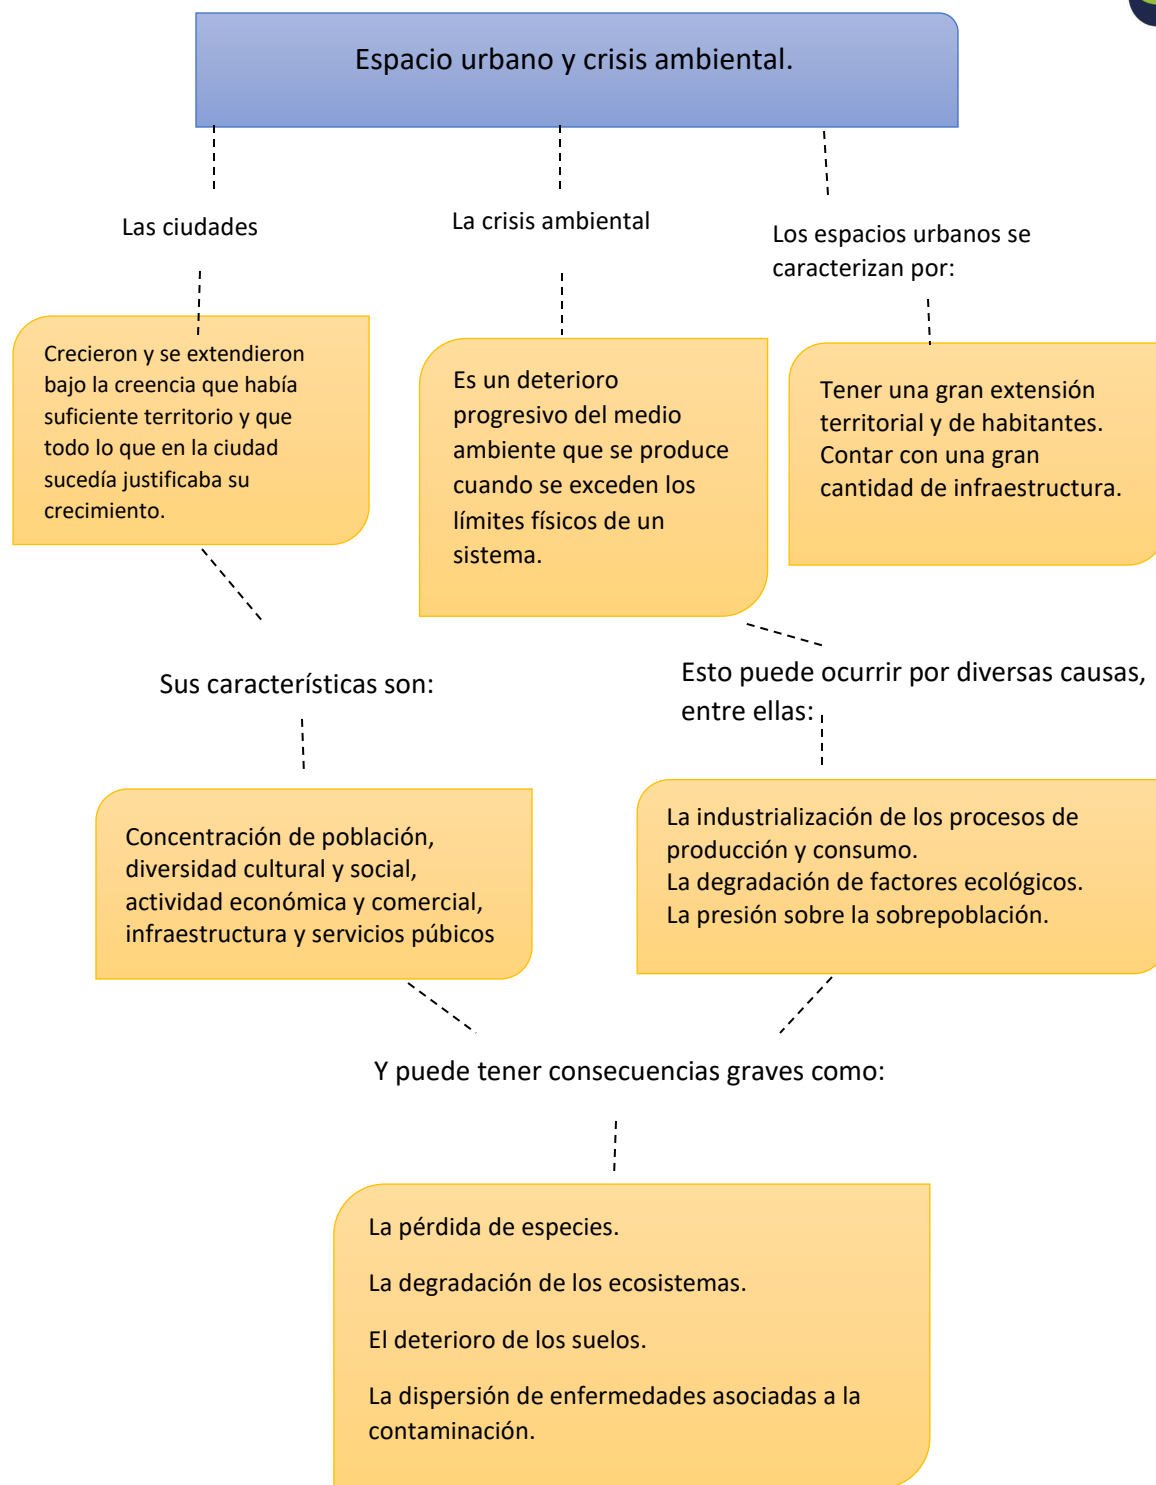 Espacio urbano y crisis ambiental.
Las ciudades
La crisis ambiental
Los espacios urbanos se
caracterizan por:
Crecieron y se extendieron
bajo la creencia que había
suficiente territorio y que
todo lo que en la ciudad
sucedía justificaba su
crecimiento.
Es un deterioro
progresivo del medio
ambiente que se produce
cuando se exceden los
límites físicos de un
sistema.
Tener una gran extensión
territorial y de habitantes.
Contar con una gran
cantidad de infraestructura.
Sus características son:
Esto puede ocurrir por diversas causas,
entre ellas:
Concentración de población,
diversidad cultural y social,
actividad económica y comercial,
infraestructura y servicios púbicos
La industrialización de los procesos de
producción y consumo.
La degradación de factores ecológicos.
La presión sobre la sobrepoblación.
Y puede tener consecuencias graves como:
La pérdida de especies.
La degradación de los ecosistemas.
El deterioro de los suelos.
La dispersión de enfermedades asociadas a la
contaminación.